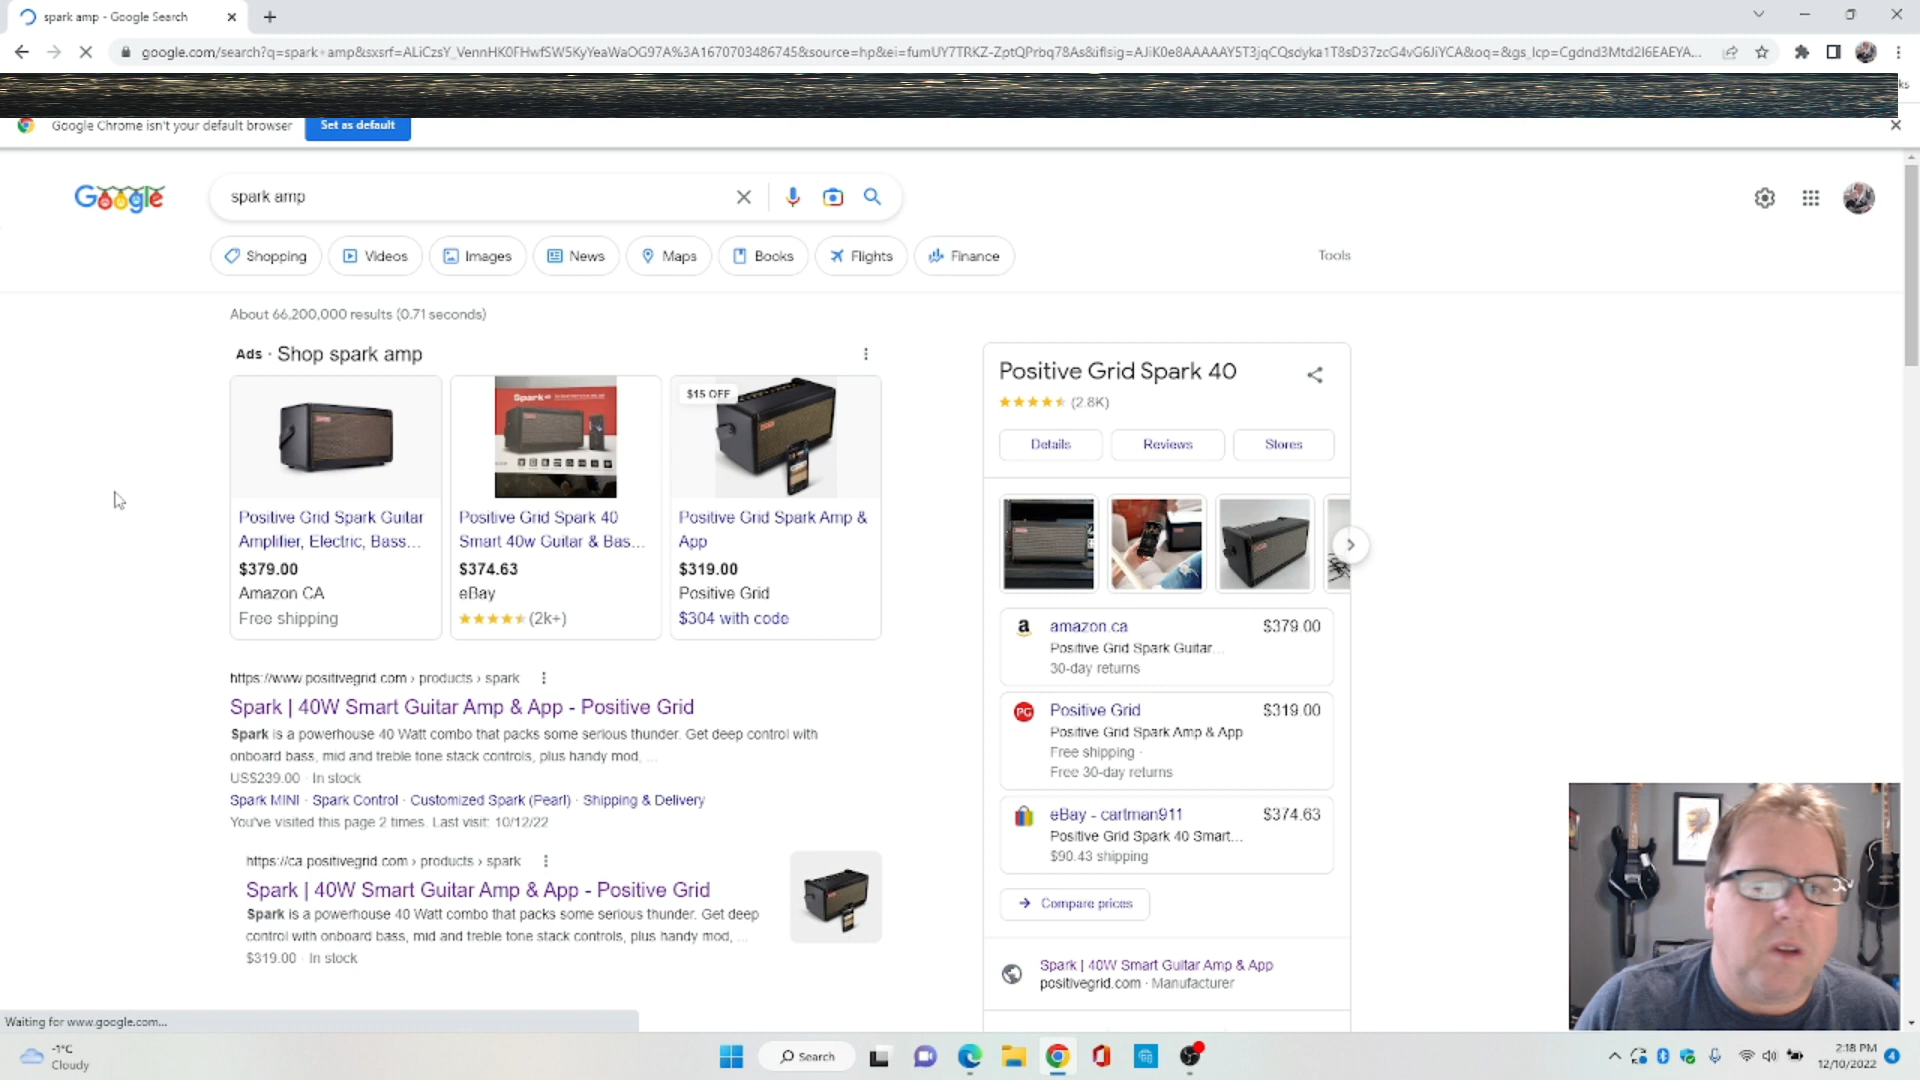 spark amp - Google Search
google.com/search?q=spark+amp&sxsrf=ALiCzsY_VennHK0FHwfSW5KyYeaWaOG97A%3A1670703486745&source=hp&ei=fumUY7TRKZ-ZptQPrbq78As&iflsig=AJiK0e8AAAAAY5T3jqCQsdyka1T8sD37zcG4vG6JiYCA&oq=&gs_lcp=Cgdnd3Mtd2l6EAEYA...
Google Chrome isn't your default browser
Set as default
Google
spark amp
Shopping
Videos
Images
News
Maps
Books
Flights
Finance
Tools
About 66,200,000 results (0.71 seconds)
Ads · Shop spark amp
$15 OFF
Positive Grid Spark Guitar Amplifier, Electric, Bass...
$379.00
Amazon CA
Free shipping
Spark 40
Positive Grid Spark 40 Smart 40w Guitar & Bas...
$374.63
eBay
(2k+)
Positive Grid Spark Amp & App
$319.00
Positive Grid
$304 with code
https://www.positivegrid.com › products › spark
Spark | 40W Smart Guitar Amp & App - Positive Grid
Spark is a powerhouse 40 Watt combo that packs some serious thunder. Get deep control with
onboard bass, mid and treble tone stack controls, plus handy mod, ...
US$239.00 · In stock
Spark MINI · Spark Control · Customized Spark (Pearl) · Shipping & Delivery
You've visited this page 2 times. Last visit: 10/12/22
https://ca.positivegrid.com › products › spark
Spark | 40W Smart Guitar Amp & App - Positive Grid
Spark is a powerhouse 40 Watt combo that packs some serious thunder. Get deep
control with onboard bass, mid and treble tone stack controls, plus handy mod, ...
$319.00 · In stock
Positive Grid Spark 40
(2.8K)
Details
Reviews
Stores
amazon.ca $379.00
Positive Grid Spark Guitar...
30-day returns
PG
Positive Grid $319.00
Positive Grid Spark Amp & App
Free shipping ·
Free 30-day returns
eBay - cartman911 $374.63
Positive Grid Spark 40 Smart...
$90.43 shipping
Compare prices
Spark | 40W Smart Guitar Amp & App
positivegrid.com · Manufacturer
Waiting for www.google.com...
-1°C
Cloudy
Search
2:18 PM
12/10/2022
4